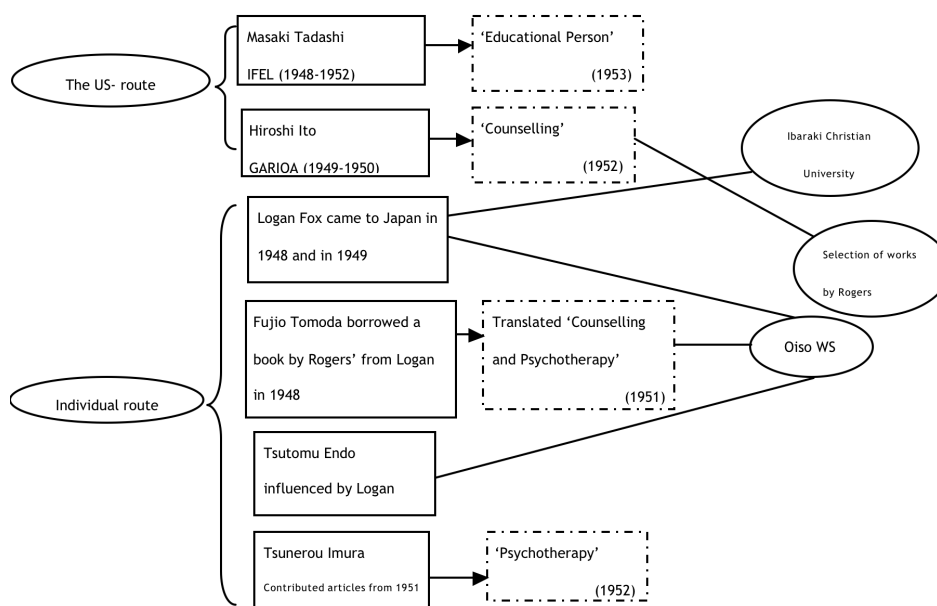 The US- route
Masaki Tadashi
IFEL (1948-1952)
‘Educational Person’
(1953)
Hiroshi Ito
GARIOA (1949-1950)
‘Counselling’
(1952)
Ibaraki Christian
University
Selection of works
by Rogers
Individual route
Logan Fox came to Japan in
1948 and in 1949
Fujio Tomoda borrowed a
book by Rogers’ from Logan
in 1948
Translated ‘Counselling
and Psychotherapy’
(1951)
Oiso WS
Tsutomu Endo
influenced by Logan
Tsunerou Imura
Contributed articles from 1951
‘Psychotherapy’
(1952)